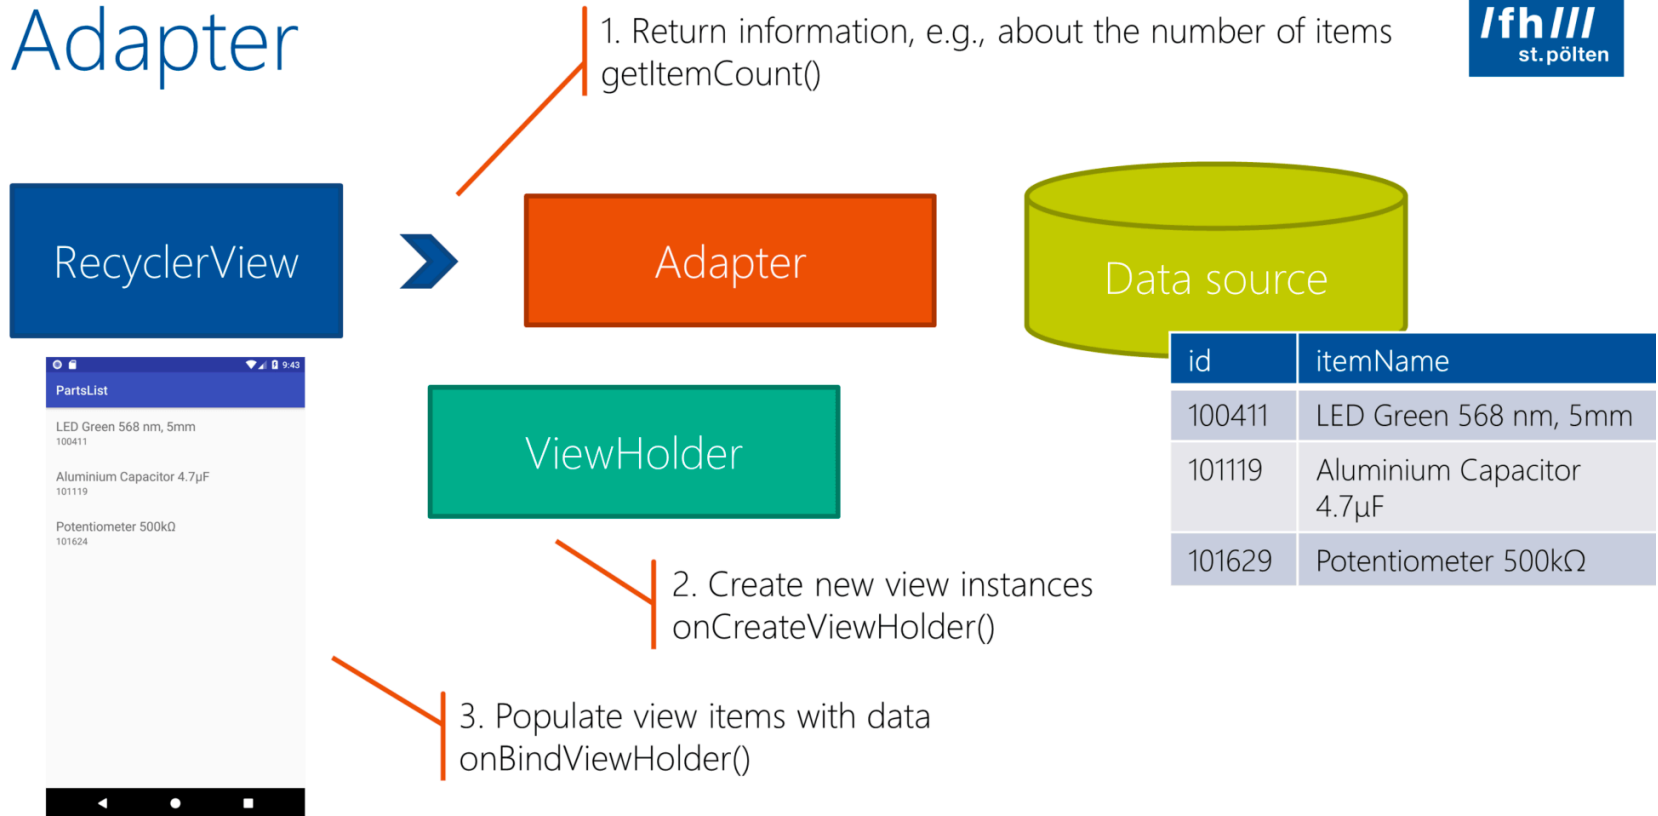 Adapter
1. Return information, e.g., about the number of items
getItemCount()
/fh///
st.pölten
RecyclerView
Adapter
Data source
ViewHolder
id itemName
100411 LED Green 568 nm, 5mm
101119 Aluminium Capacitor
4.7µF
101629 Potentiometer 500kΩ
9:43
PartsList
LED Green 568 nm, 5mm
100411
Aluminium Capacitor 4.7µF
101119
Potentiometer 500kΩ
101624
2. Create new view instances
onCreateViewHolder()
3. Populate view items with data
onBindViewHolder()